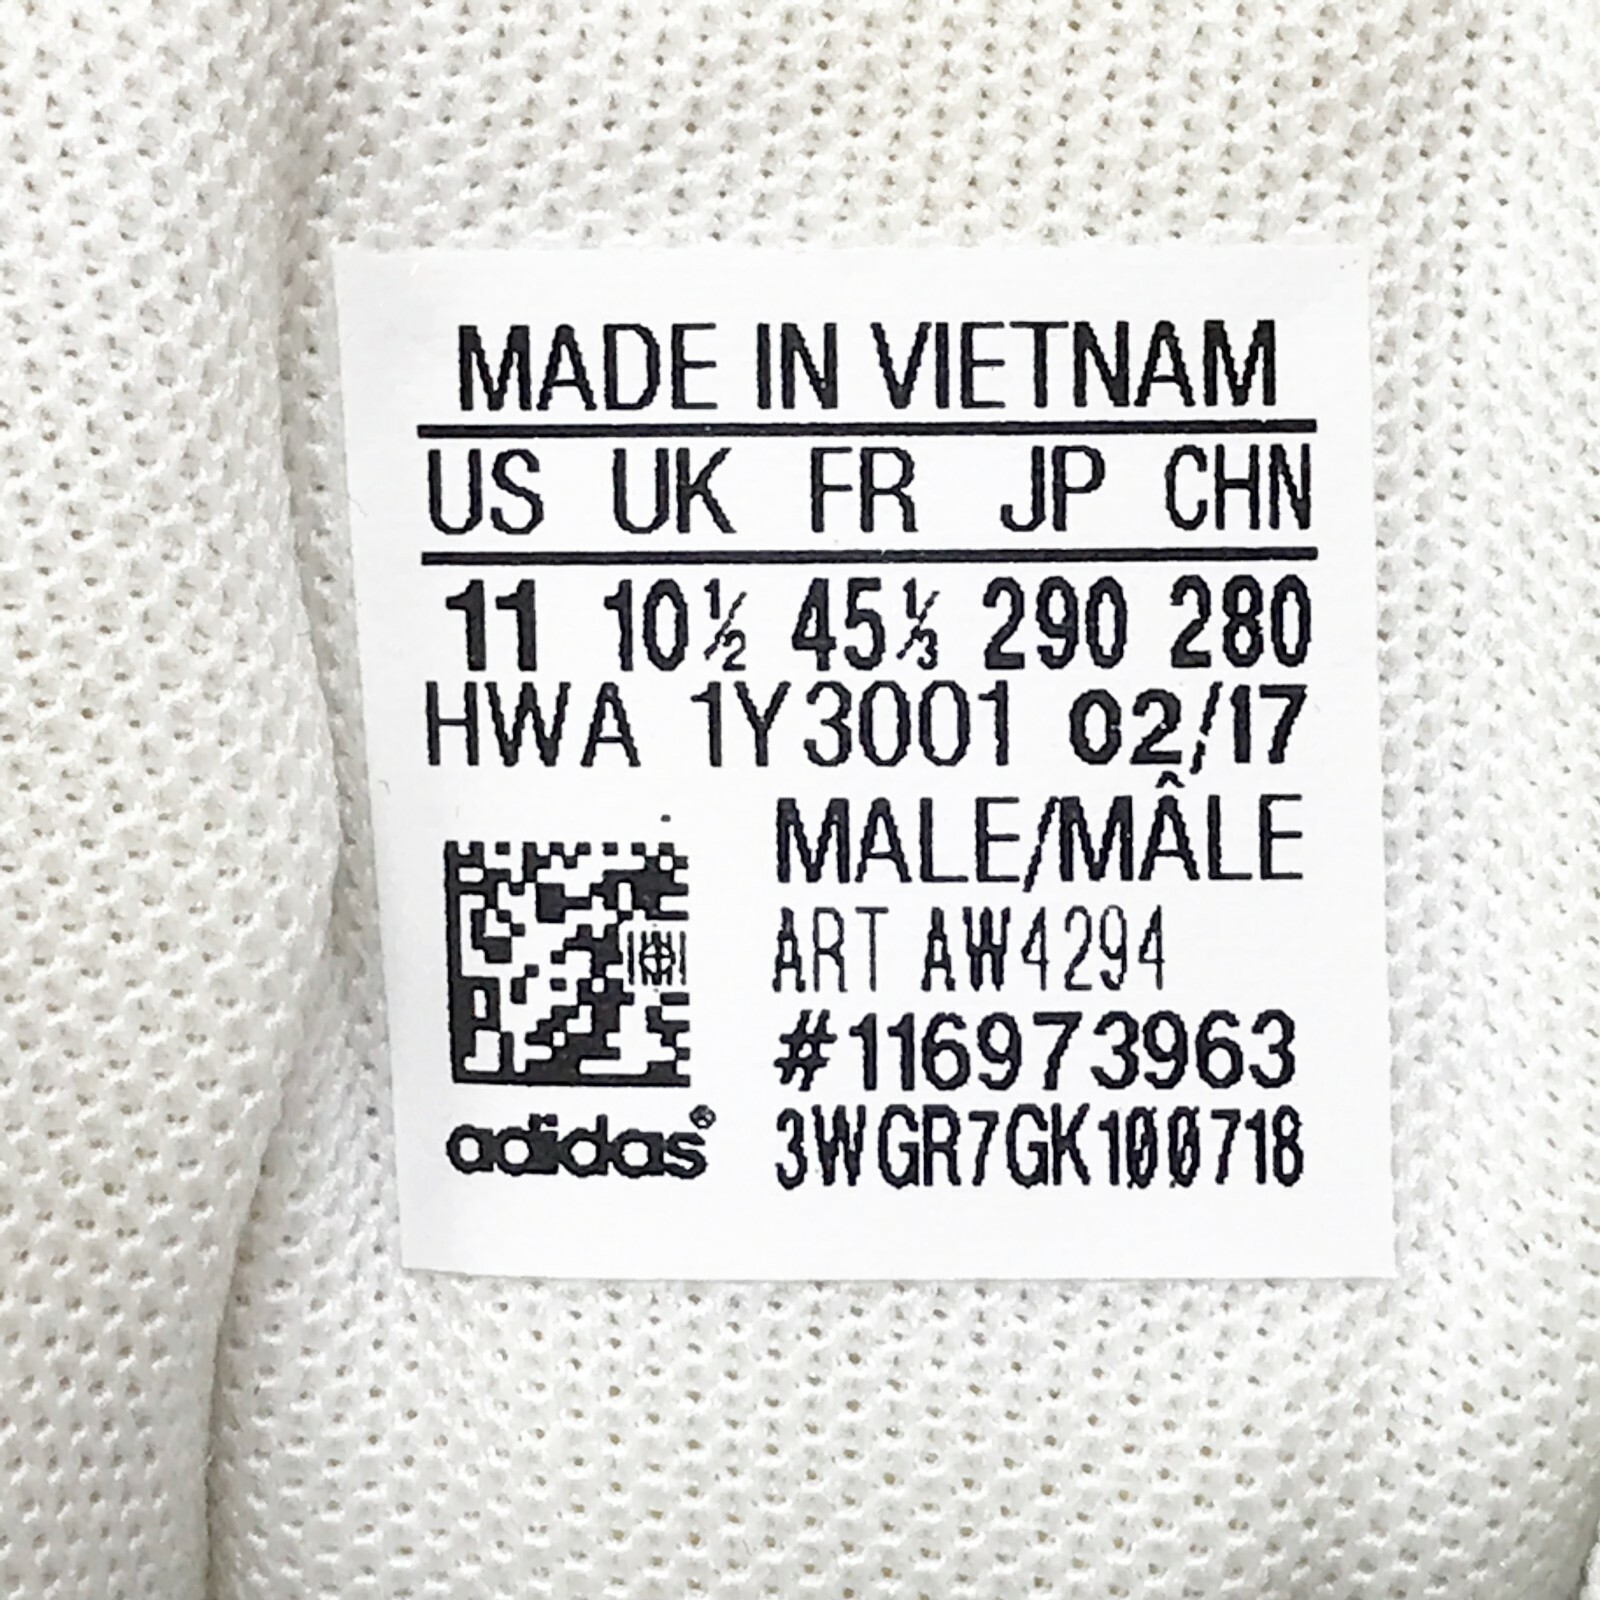 MADE IN VIETNAM
US UK FR JP CHN
11 10½ 45⅓ 290 280
HWA 1Y3001 02/17
MALE/MÂLE
ART AW4294
#116973963
adidas® 3WGR7GK100718